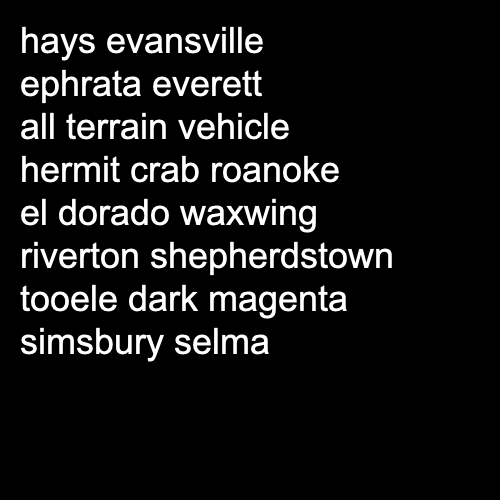 hays evansville
ephrata everett
all terrain vehicle
hermit crab roanoke
el dorado waxwing
riverton shepherdstown
tooele dark magenta
simsbury selma